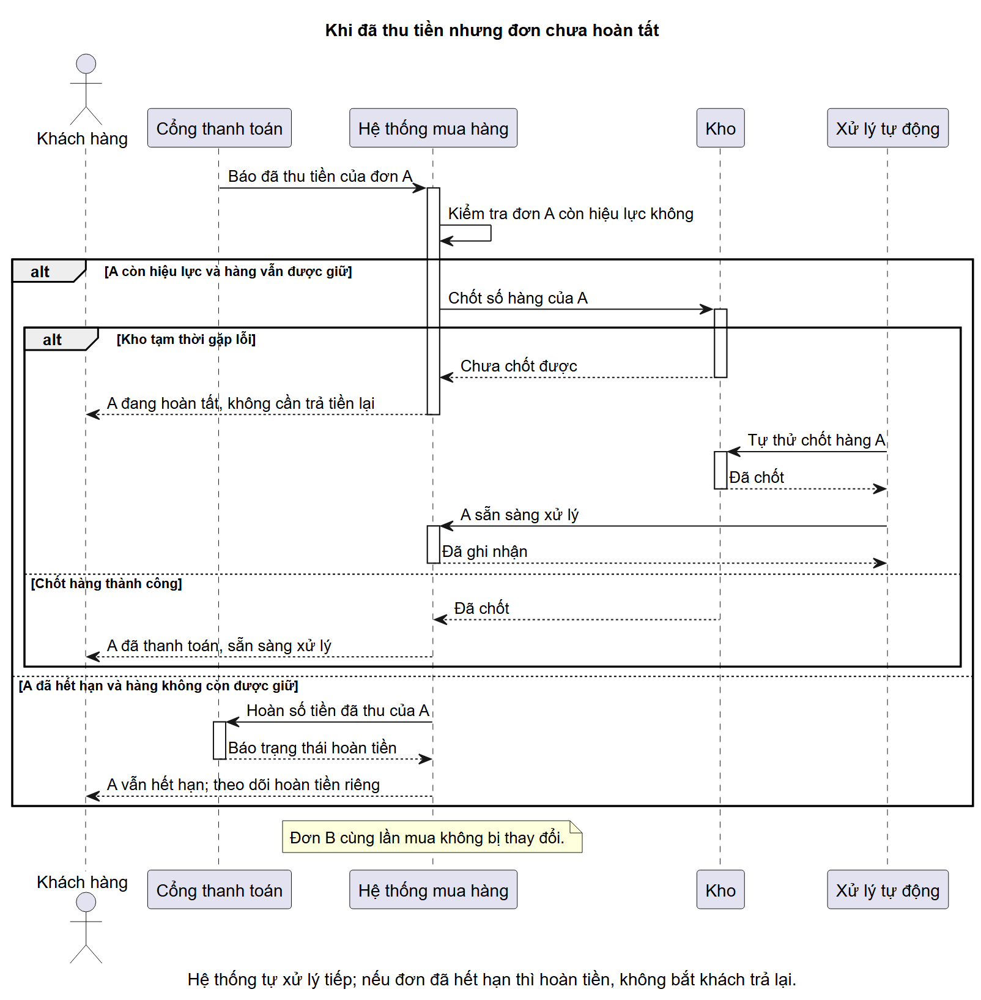 Khi đã thu tiền nhưng đơn chưa hoàn tất
Khách hàng
Cổng thanh toán
Hệ thống mua hàng
Kho
Xử lý tự động
Báo đã thu tiền của đơn A
Kiểm tra đơn A còn hiệu lực không
alt
[A còn hiệu lực và hàng vẫn được giữ]
Chốt số hàng của A
alt
[Kho tạm thời gặp lỗi]
Chưa chốt được
A đang hoàn tất, không cần trả tiền lại
Tự thử chốt hàng A
Đã chốt
A sẵn sàng xử lý
Đã ghi nhận
[Chốt hàng thành công]
Đã chốt
A đã thanh toán, sẵn sàng xử lý
[A đã hết hạn và hàng không còn được giữ]
Hoàn số tiền đã thu của A
Báo trạng thái hoàn tiền
A vẫn hết hạn; theo dõi hoàn tiền riêng
Đơn B cùng lần mua không bị thay đổi.
Khách hàng
Cổng thanh toán
Hệ thống mua hàng
Kho
Xử lý tự động
Hệ thống tự xử lý tiếp; nếu đơn đã hết hạn thì hoàn tiền, không bắt khách trả lại.